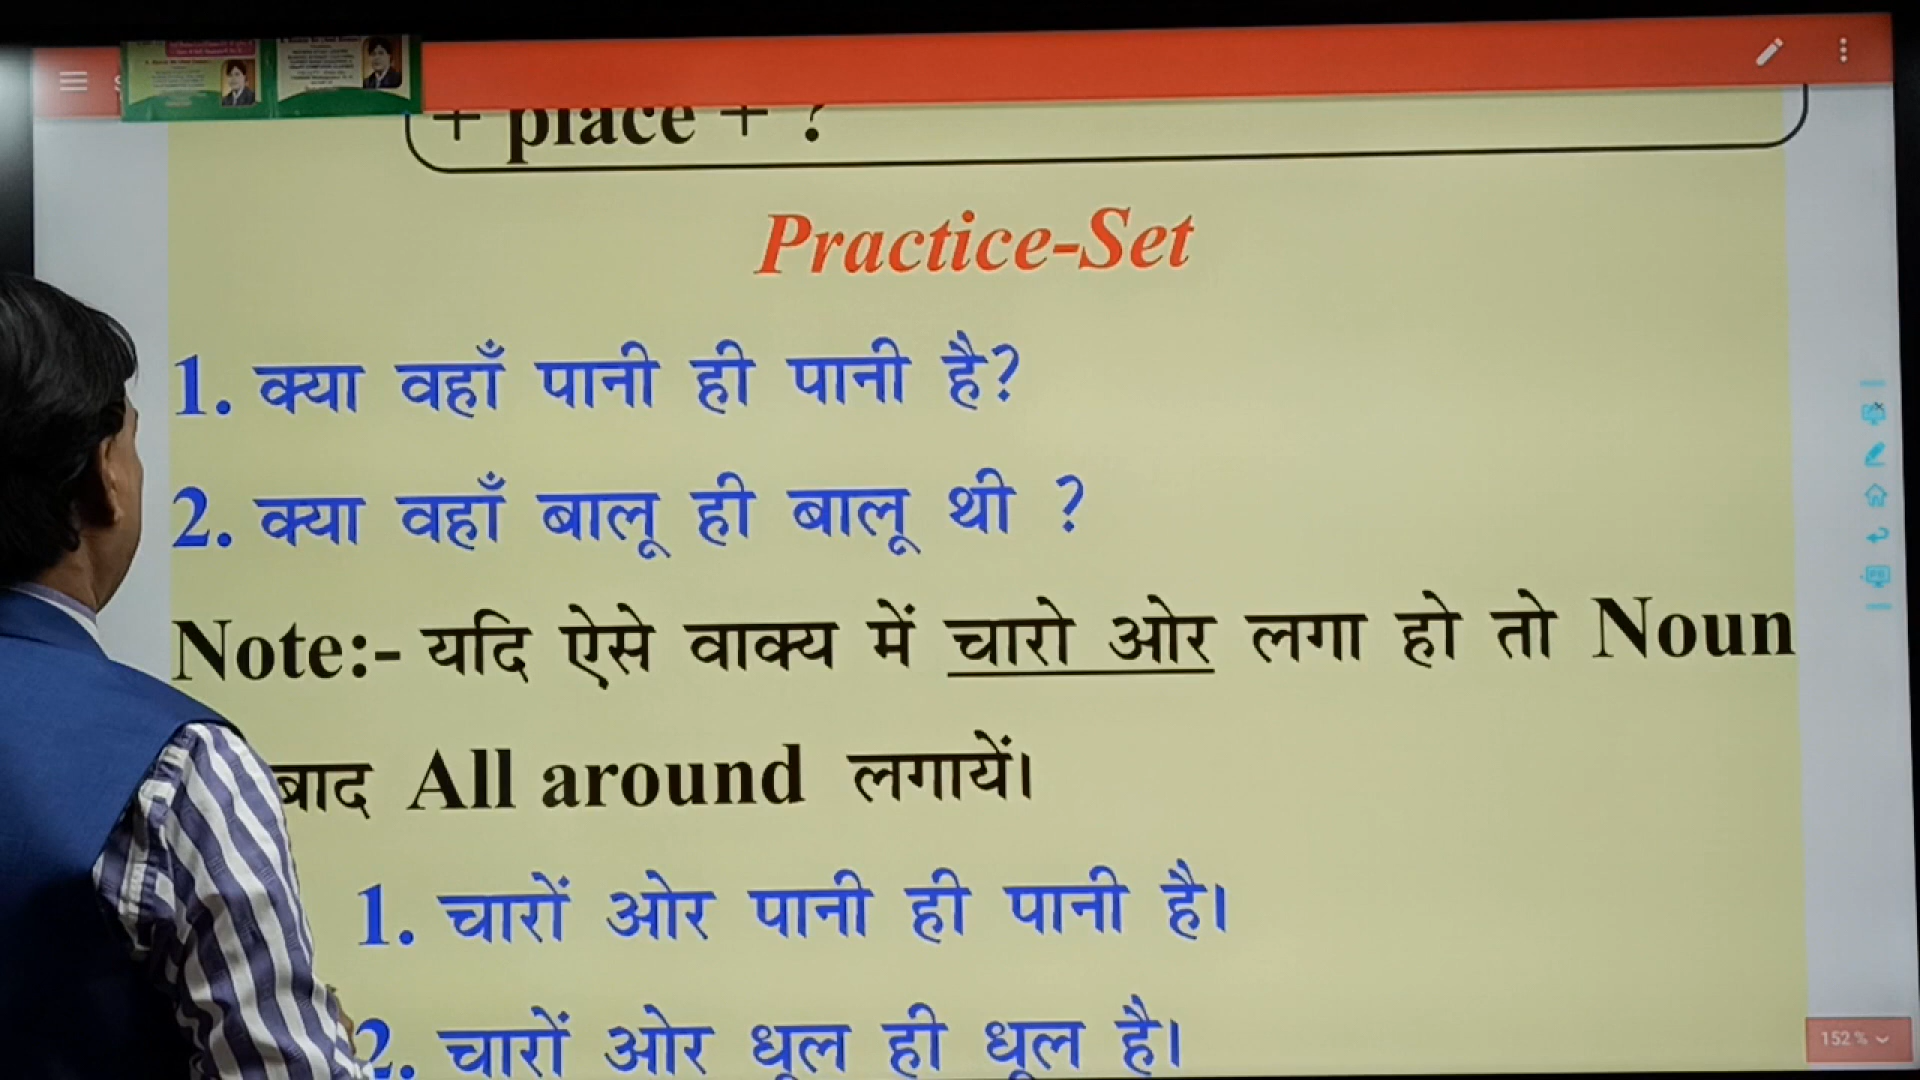 + place + ?
Practice-Set
1. क्या वहाँ पानी ही पानी है?
2. क्या वहाँ बालू ही बालू थी ?
Note:- यदि ऐसे वाक्य में चारो ओर लगा हो तो Noun
बाद All around लगायें।
1. चारों ओर पानी ही पानी है।
2. चारों ओर धूल ही धूल है।
152%